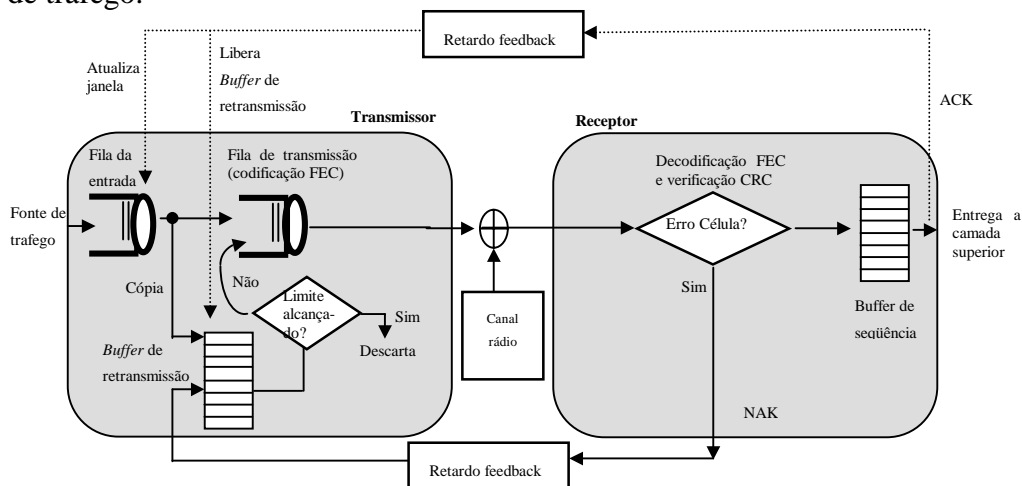 de trafego.
Retardo feedback
Libera
Buffer de
retransmissão
Atualiza
janela
ACK
Transmissor
Receptor
Fila da
entrada
Fila de transmissão
(codificação FEC)
Decodificação FEC
e verificação CRC
Fonte de
trafego
Erro Célula?
Entrega a
camada
superior
Cópia
Não
Sim
Limite
alcança-
do?
Sim
Descarta
Canal
rádio
Buffer de
seqüência
Buffer de
retransmissão
NAK
Retardo feedback